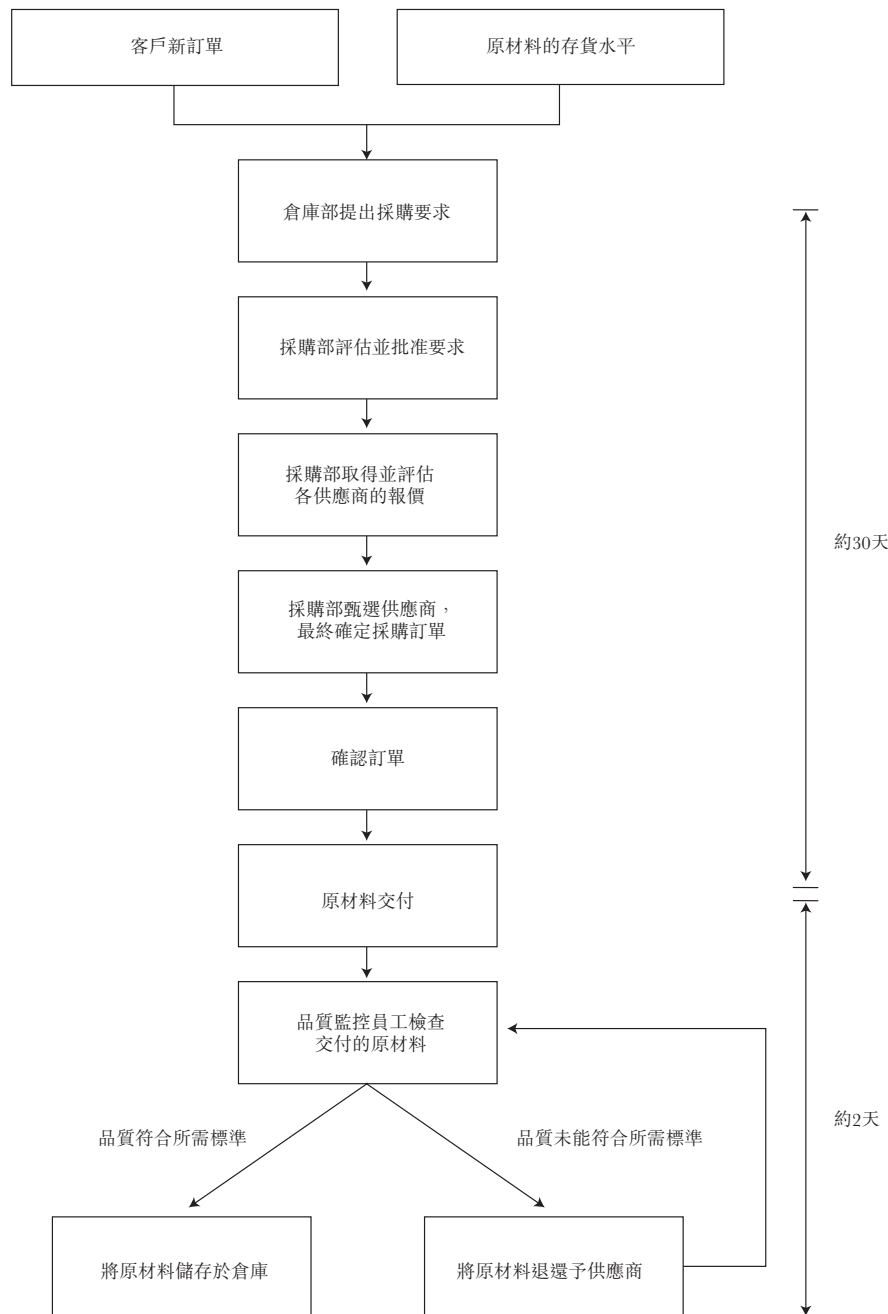 客戶新訂單
原材料的存貨水平
倉庫部提出採購要求
採購部評估並批准要求
採購部取得並評估
各供應商的報價
約30天
採購部甄選供應商，
最終確定採購訂單
確認訂單
原材料交付
品質監控員工檢查
交付的原材料
品質符合所需標準
品質未能符合所需標準
約2天
將原材料儲存於倉庫
將原材料退還予供應商